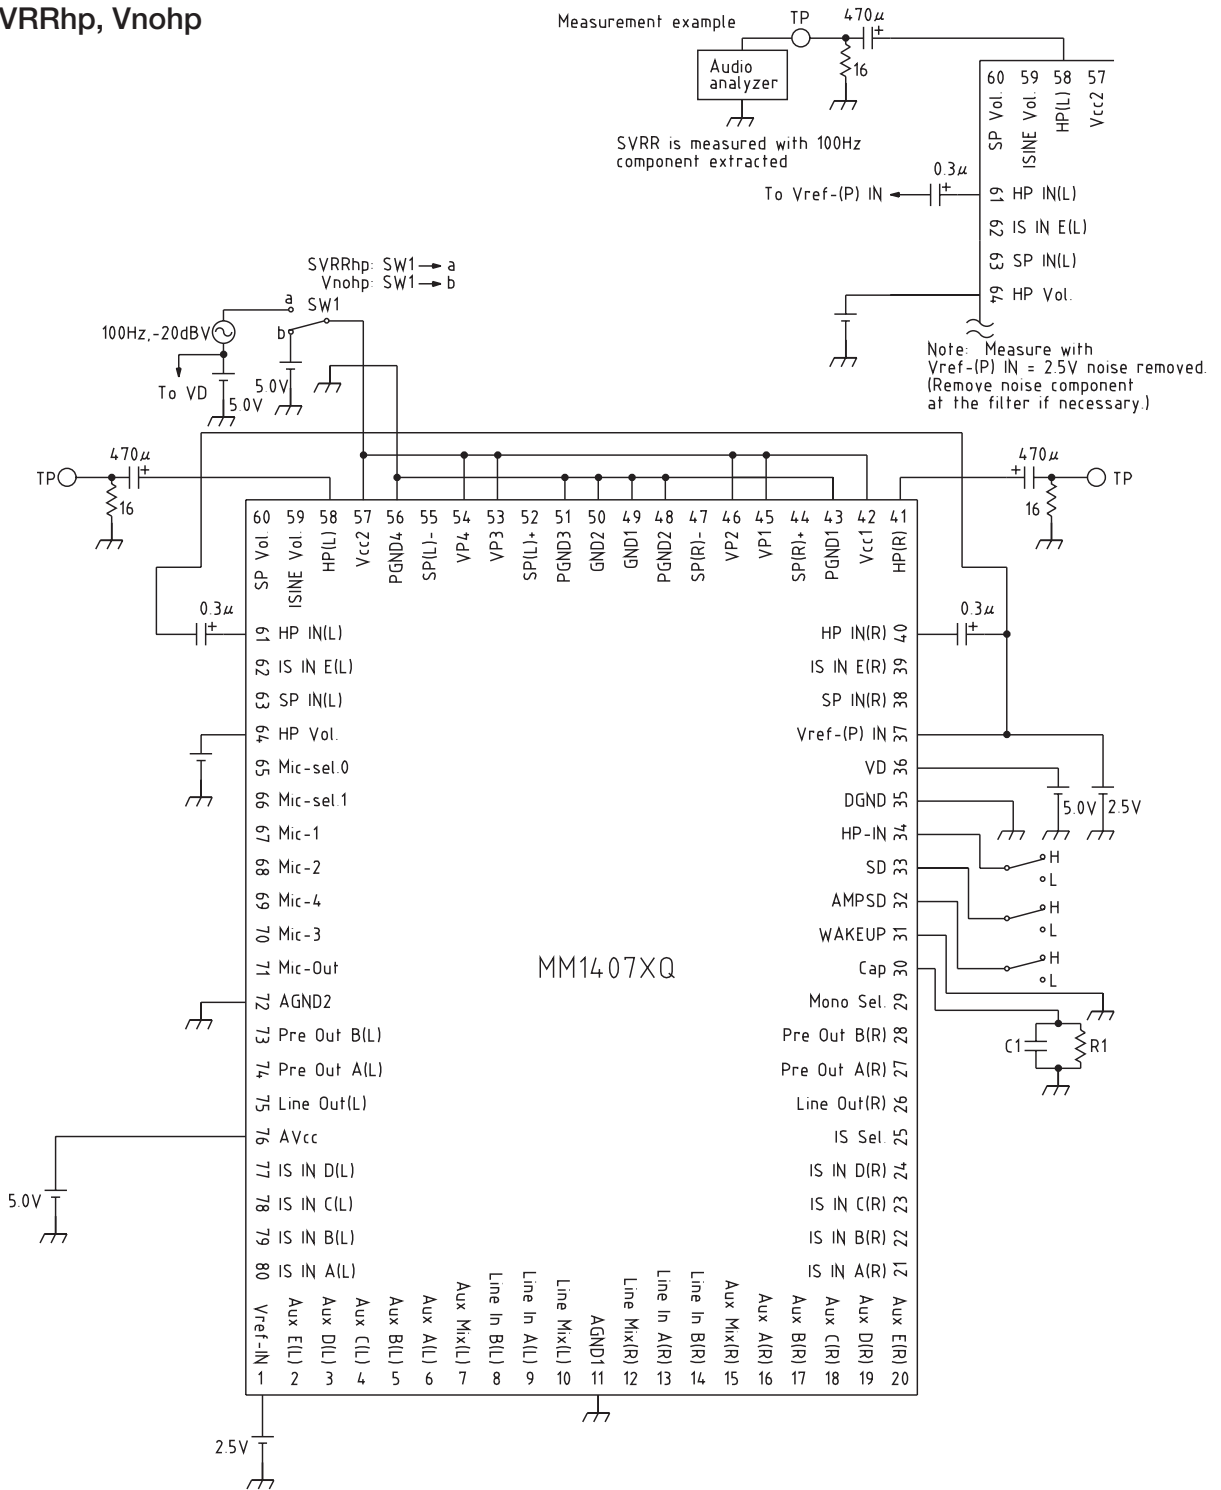 VRRhp, Vnohp
Measurement example
TP
470μ
+
16
Audio
analyzer
SVRR is measured with 100Hz
component extracted
60 59 58 57
SP Vol.
ISINE Vol.
HP(L)
Vcc2
0.3μ
+
To Vref-(P) IN
61 HP IN(L)
62 IS IN E(L)
63 SP IN(L)
64 HP Vol.
Note: Measure with
Vref-(P) IN = 2.5V noise removed.
(Remove noise component
at the filter if necessary.)
SVRRhp: SW1 → a
Vnohp: SW1 → b
a
SW1
b
100Hz,-20dBV
To VD
5.0V
5.0V
TP
470μ
+
16
470μ
+
TP
16
60 59 58 57 56 55 54 53 52 51 50 49 48 47 46 45 44 43 42 41
SP Vol.
ISINE Vol.
HP(L)
Vcc2
PGND4
SP(L)-
VP4
VP3
SP(L)+
PGND3
GND2
GND1
PGND2
SP(R)-
VP2
VP1
SP(R)+
PGND1
Vcc1
HP(R)
0.3μ
+
61 HP IN(L)
62 IS IN E(L)
63 SP IN(L)
64 HP Vol.
65 Mic-sel.0
66 Mic-sel.1
67 Mic-1
68 Mic-2
69 Mic-4
70 Mic-3
71 Mic-Out
72 AGND2
73 Pre Out B(L)
74 Pre Out A(L)
75 Line Out(L)
76 AVcc
77 IS IN D(L)
78 IS IN C(L)
79 IS IN B(L)
80 IS IN A(L)
5.0V
MM1407XQ
0.3μ
+
HP IN(R) 40
IS IN E(R) 39
SP IN(R) 38
Vref-(P) IN 37
VD 36
DGND 35
HP-IN 34
SD 33
AMPSD 32
WAKEUP 31
Cap 30
Mono Sel. 29
Pre Out B(R) 28
Pre Out A(R) 27
Line Out(R) 26
IS Sel. 25
IS IN D(R) 24
IS IN C(R) 23
IS IN B(R) 22
IS IN A(R) 21
5.0V
2.5V
H
L
H
L
H
L
C1
R1
Vref-IN
Aux E(L)
Aux D(L)
Aux C(L)
Aux B(L)
Aux A(L)
Aux Mix(L)
Line In B(L)
Line In A(L)
Line Mix(L)
AGND1
Line Mix(R)
Line In A(R)
Line In B(R)
Aux Mix(R)
Aux A(R)
Aux B(R)
Aux C(R)
Aux D(R)
Aux E(R)
1 2 3 4 5 6 7 8 9 10 11 12 13 14 15 16 17 18 19 20
2.5V